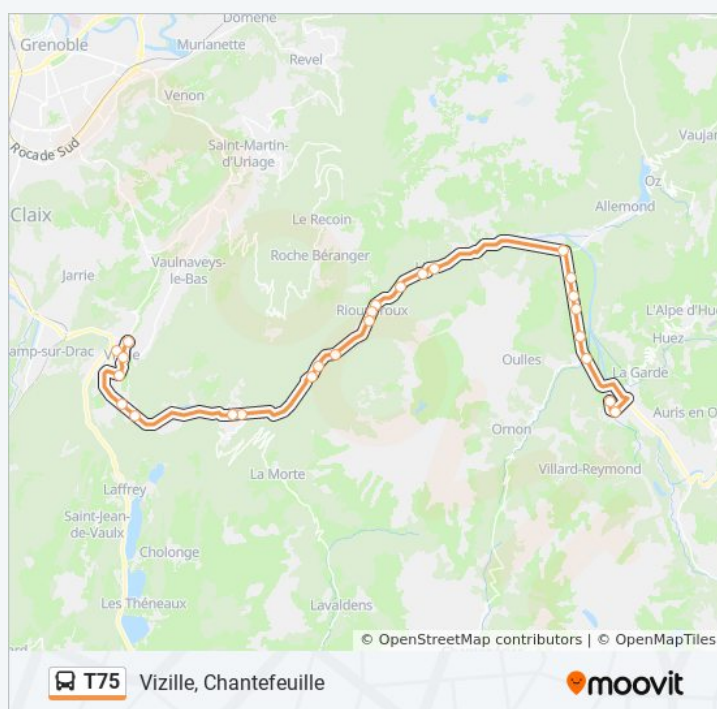 Domène
Grenoble
Murianette
Revel
Venon
Rocade Sud
Saint-Martin-
d'Uriage
Vaujan
Oz
Claix
Le Recoin
Allemond
Vaulnaveys-
le-Bas
Roche Béranger
Jarrie
L'Alpe d'Hue
Huez
amp-sur-Drac
Oulles
La Garde
Auris en O
Ornon
Villard-Reymond
La Morte
Laffrey
Saint-Jean-
de-Vaulx
Cholonge
Les Théneaux
Lavaldens
© OpenStreetMap contributors | © OpenMapTiles
T75 Vizille, Chantefeuille
moovit